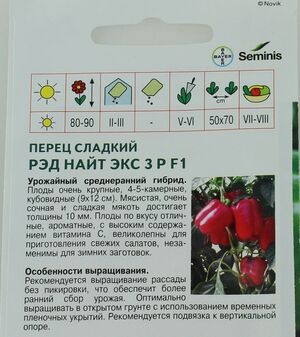 © Novik
BAYER
Seminis
80-90 II-III - V-VI 50x70 VII-VIII
cm
ПЕРЕЦ СЛАДКИЙ
РЭД НАЙТ ЭКС 3 Р F1
Урожайный среднеранний гибрид.
Плоды очень крупные, 4-5-камерные,
кубовидные (9x12 см). Мясистая, очень
сочная и сладкая мякоть достигает
толщины 10 мм. Плоды по вкусу отлич-
ные, ароматные, с высоким содержа-
нием витамина С, великолепны для
приготовления свежих салатов, неза-
менимы для зимних заготовок.
Особенности выращивания.
Рекомендуется выращивание рассады
без пикировки, что обеспечит более
ранний сбор урожая. Оптимально
выращивать в открытом грунте с использованием временных
пленочных укрытий. Рекомендуется подвязка к вертикальной
опоре.